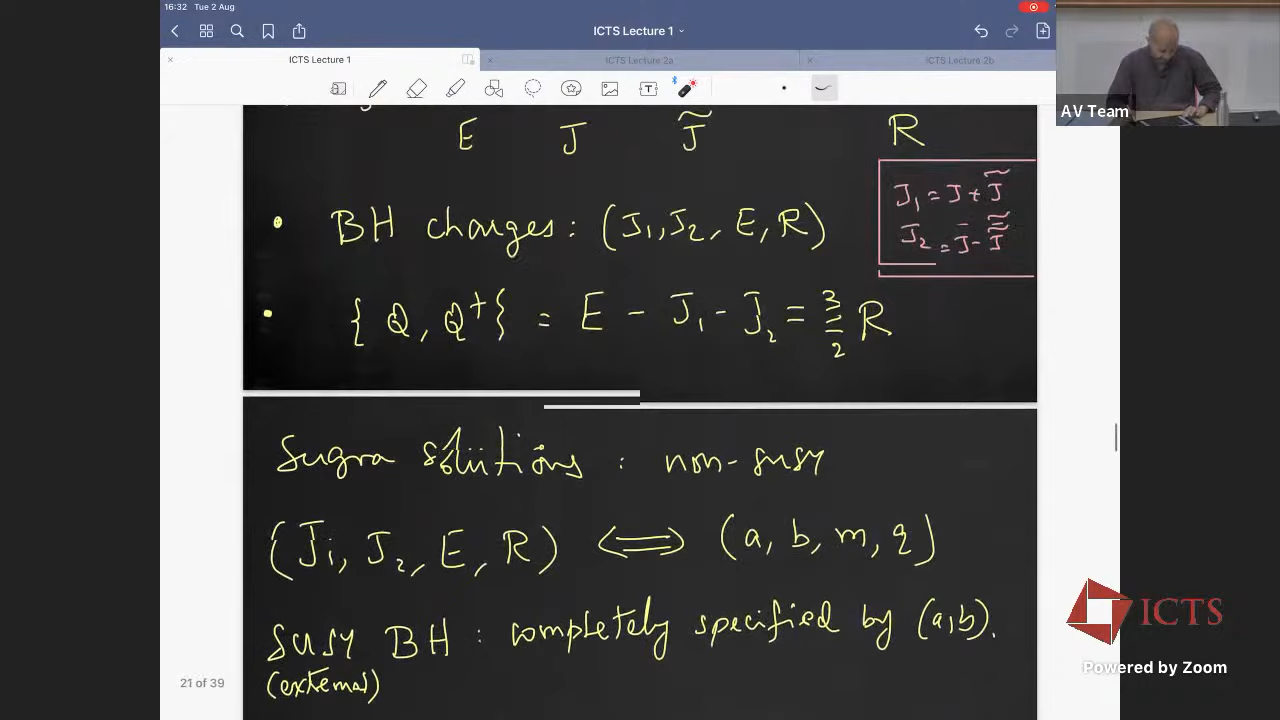 16:32 Tue 2 Aug
ICTS Lecture 1
ICTS Lecture 1
ICTS Lecture 2a
ICTS Lecture 2b
AV Team
E J J̃ R
J₁ = J + J̃
J₂ = J - J̃
• BH charges : (J₁, J₂, E, R)
• { Q, Q† } = E - J₁ - J₂ = 3/2 R
Sugra solutions : non-susy
(J₁, J₂, E, R) ⟺ (a, b, m, q)
SUSY BH : completely specified by (a,b).
(extremal)
21 of 39
ICTS
Powered by Zoom